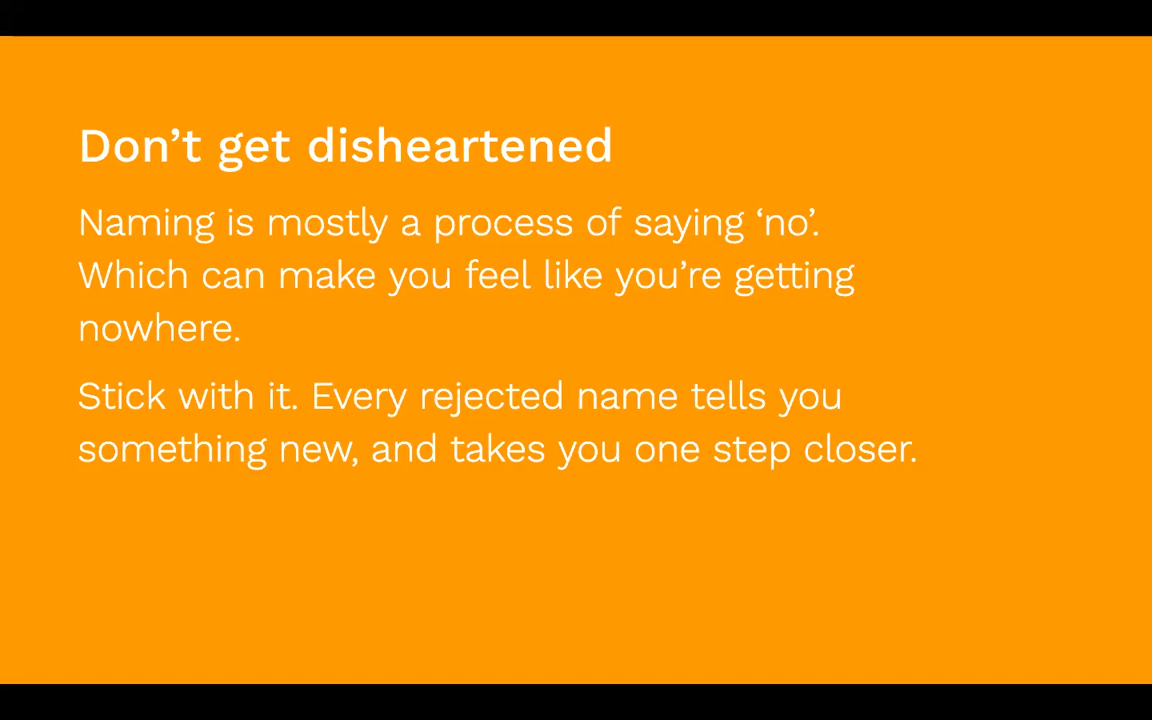 Don’t get disheartened
Naming is mostly a process of saying ‘no’.
Which can make you feel like you’re getting
nowhere.
Stick with it. Every rejected name tells you
something new, and takes you one step closer.